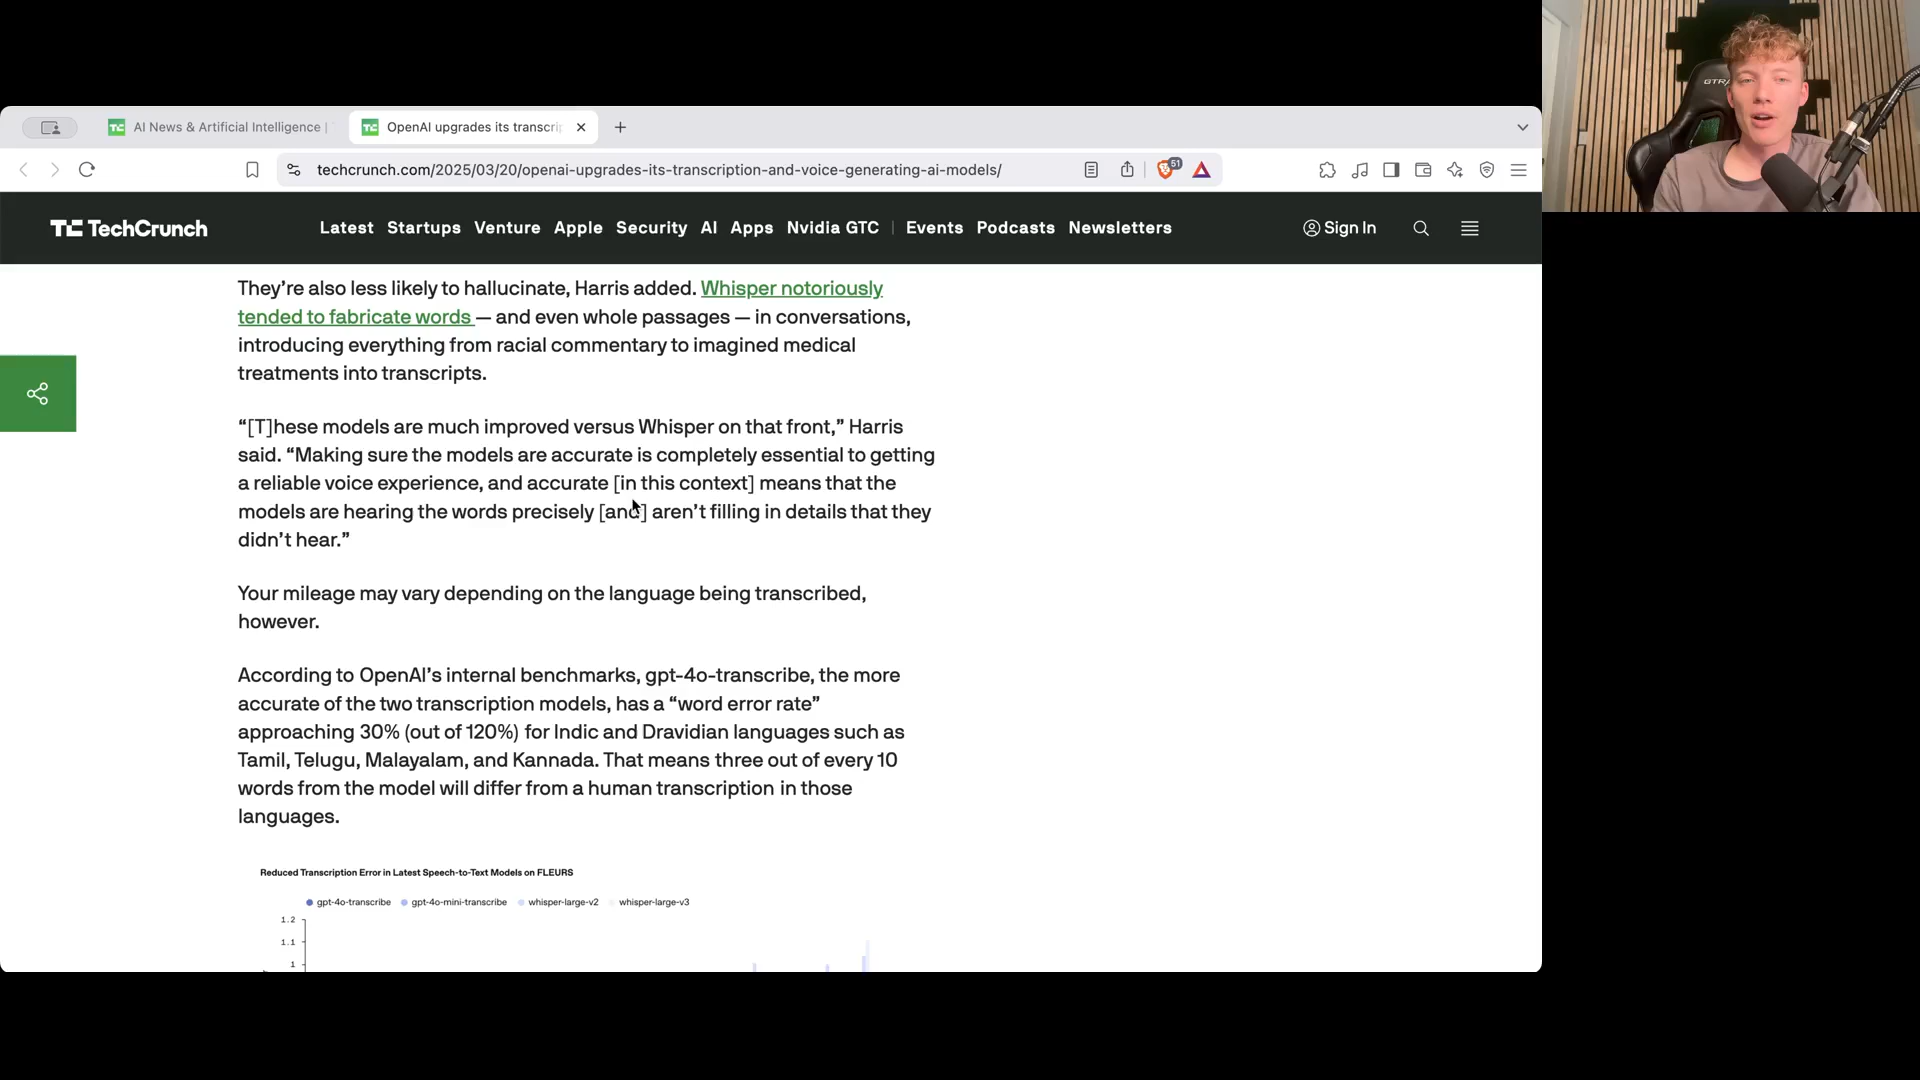 AI News & Artificial Intelligence |
OpenAI upgrades its transcri
techcrunch.com/2025/03/20/openai-upgrades-its-transcription-and-voice-generating-ai-models/
51
TechCrunch
Latest Startups Venture Apple Security AI Apps Nvidia GTC | Events Podcasts Newsletters
Sign In
GTR
They’re also less likely to hallucinate, Harris added. Whisper notoriously
tended to fabricate words — and even whole passages — in conversations,
introducing everything from racial commentary to imagined medical
treatments into transcripts.
“[T]hese models are much improved versus Whisper on that front,” Harris
said. “Making sure the models are accurate is completely essential to getting
a reliable voice experience, and accurate [in this context] means that the
models are hearing the words precisely [and] aren’t filling in details that they
didn’t hear.”
Your mileage may vary depending on the language being transcribed,
however.
According to OpenAI’s internal benchmarks, gpt-4o-transcribe, the more
accurate of the two transcription models, has a “word error rate”
approaching 30% (out of 120%) for Indic and Dravidian languages such as
Tamil, Telugu, Malayalam, and Kannada. That means three out of every 10
words from the model will differ from a human transcription in those
languages.
Reduced Transcription Error in Latest Speech-to-Text Models on FLEURS
gpt-4o-transcribe gpt-4o-mini-transcribe whisper-large-v2 whisper-large-v3
1.2
1.1
1